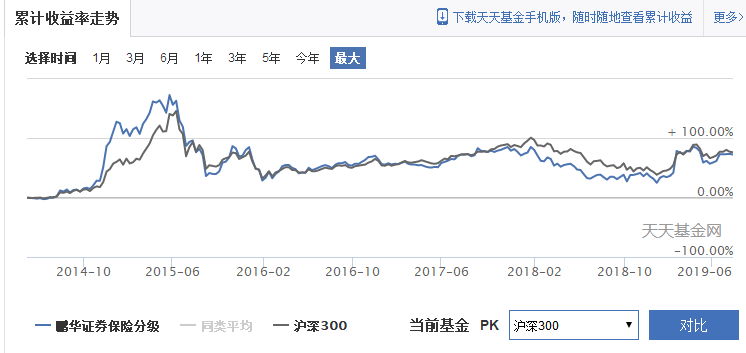 累计收益率走势 下载天天基金手机版，随时随地查看累计收益 更多>
选择时间 1月 3月 6月 1年 3年 5年 今年 最大
+ 100.00%
0.00%
天天基金网
-100.00%
2014-10 2015-06 2016-02 2016-10 2017-06 2018-02 2018-10 2019-06
鹏华证券保险分级 同类平均 沪深300 当前基金 PK 沪深300 对比